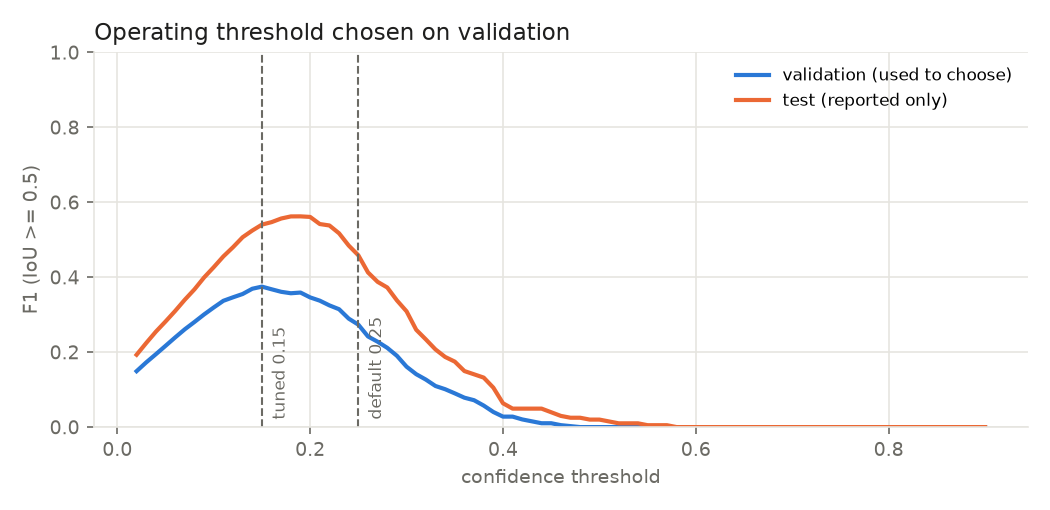 Operating threshold chosen on validation
validation (used to choose)
test (reported only)
F1 (IoU >= 0.5)
1.0
0.8
0.6
0.4
0.2
0.0
tuned 0.15
default 0.25
0.0 0.2 0.4 0.6 0.8
confidence threshold